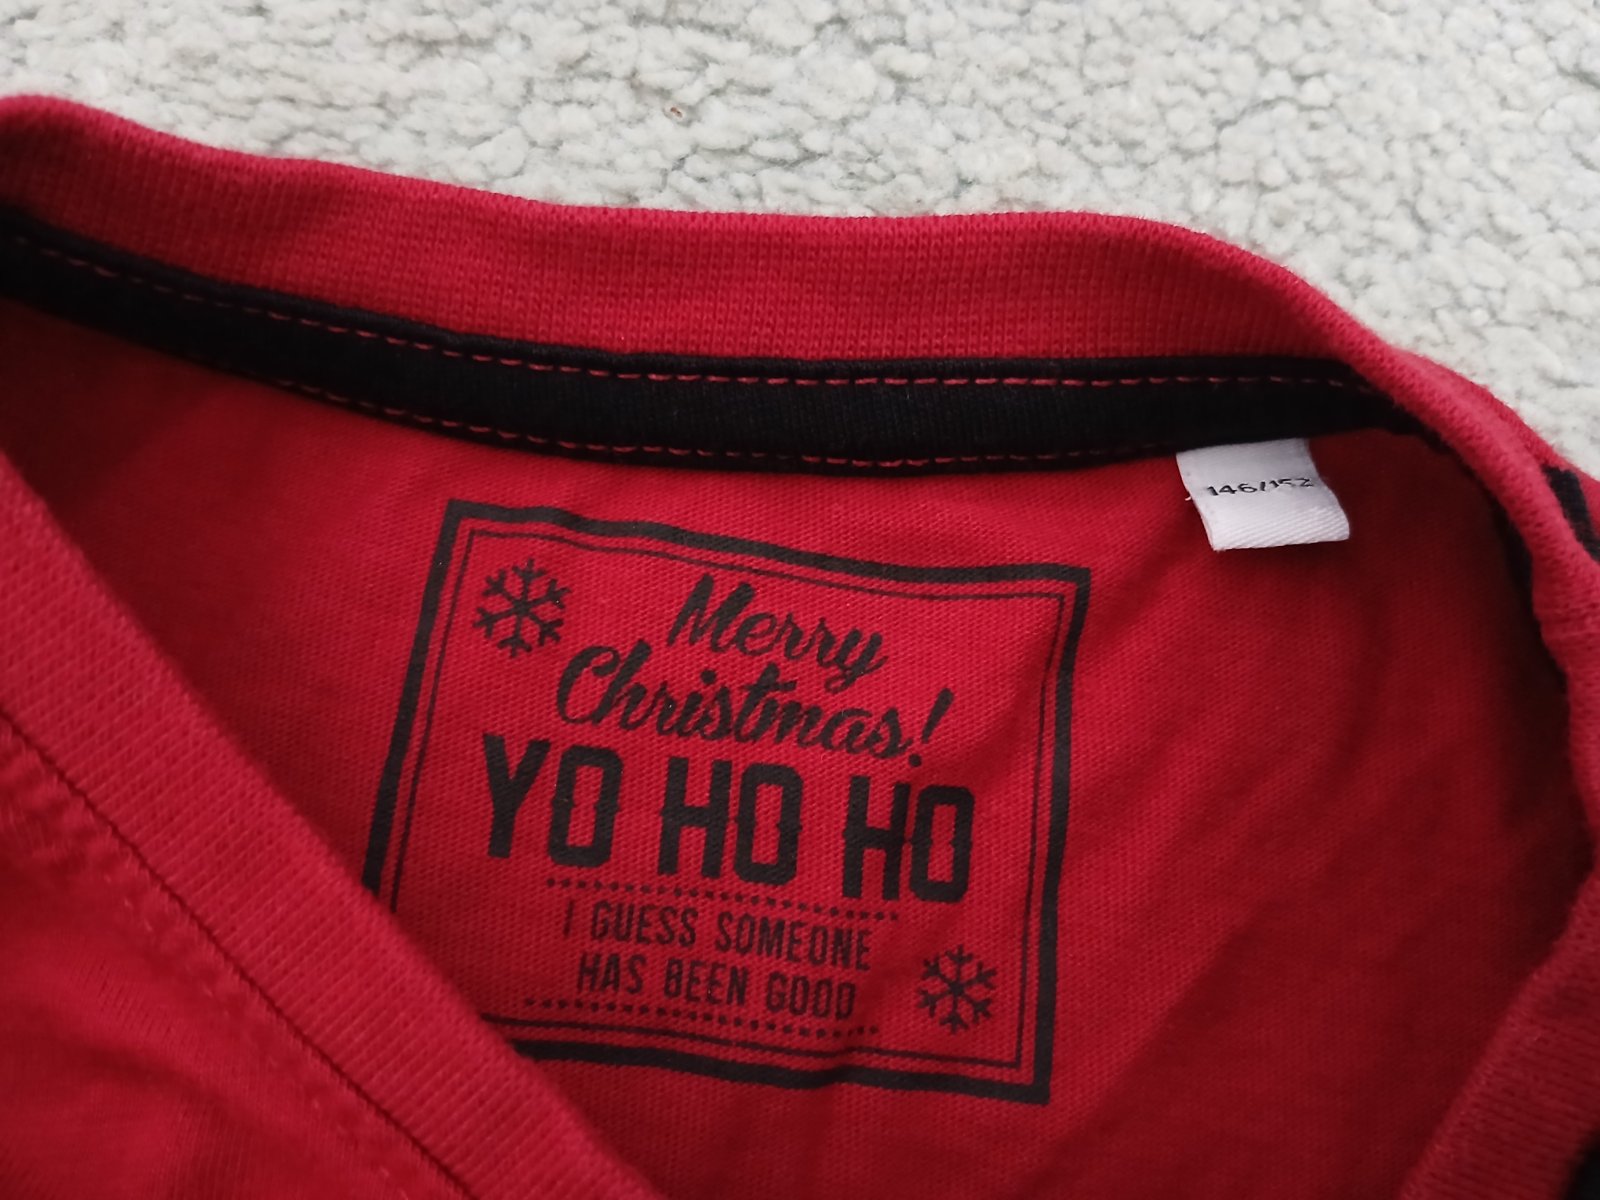 146/152
Merry
Christmas!
YO HO HO
I GUESS SOMEONE
HAS BEEN GOOD